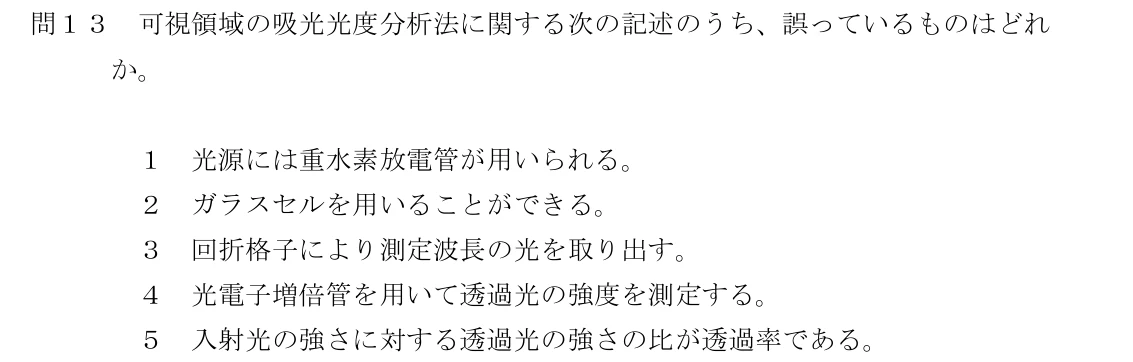 問１３　可視領域の吸光光度分析法に関する次の記述のうち、誤っているものはどれ
か。
１　光源には重水素放電管が用いられる。
２　ガラスセルを用いることができる。
３　回折格子により測定波長の光を取り出す。
４　光電子増倍管を用いて透過光の強度を測定する。
５　入射光の強さに対する透過光の強さの比が透過率である。